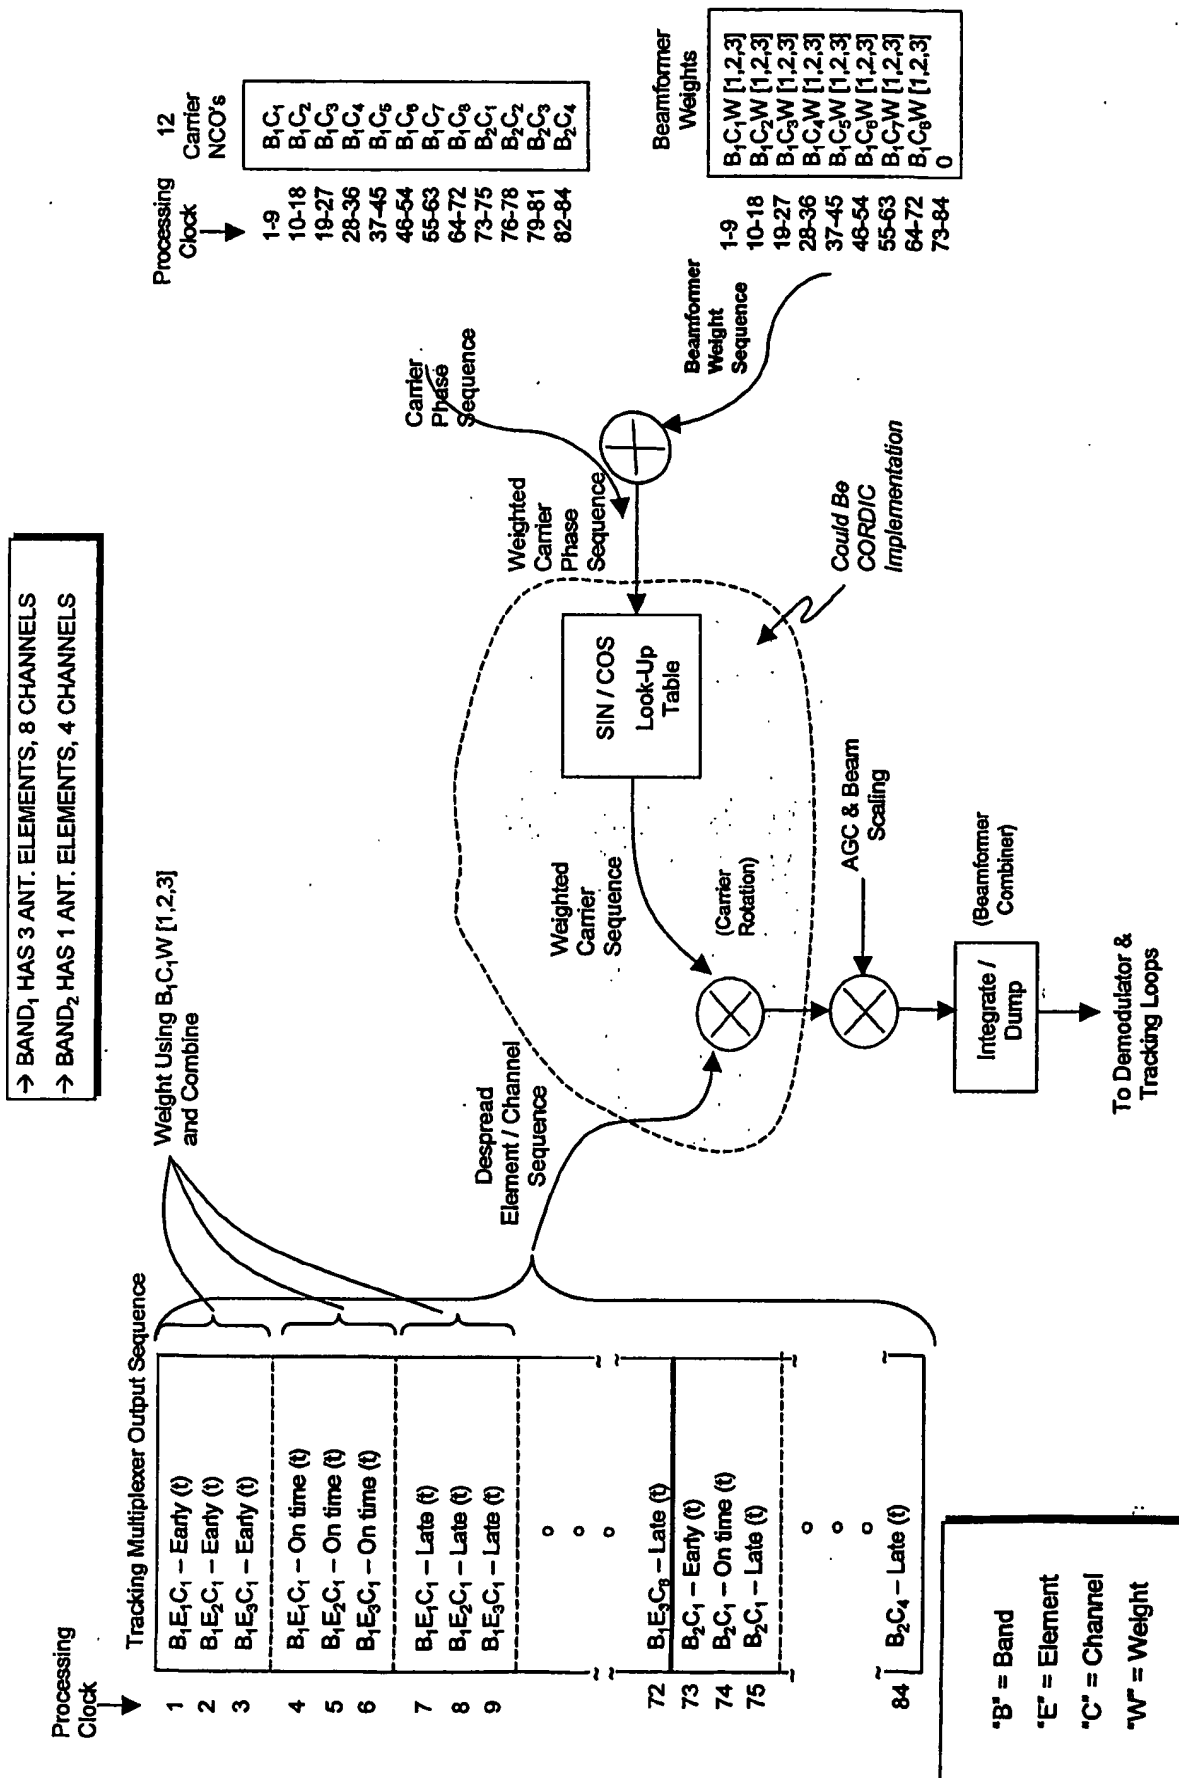 → BAND₁ HAS 3 ANT. ELEMENTS, 8 CHANNELS
→ BAND₂ HAS 1 ANT. ELEMENTS, 4 CHANNELS
Processing
Clock
Tracking Multiplexer Output Sequence
1 B₁E₁C₁ – Early (t)
2 B₁E₂C₁ – Early (t)
3 B₁E₃C₁ – Early (t)
4 B₁E₁C₁ – On time (t)
5 B₁E₂C₁ – On time (t)
6 B₁E₃C₁ – On time (t)
7 B₁E₁C₁ – Late (t)
8 B₁E₂C₁ – Late (t)
9 B₁E₃C₁ – Late (t)
72 B₁E₃C₈ – Late (t)
73 B₂C₁ – Early (t)
74 B₂C₁ – On time (t)
75 B₂C₁ – Late (t)
84 B₂C₄ – Late (t)
Weight Using B₁C₁W [1,2,3]
and Combine
Despread
Element / Channel
Sequence
Weighted
Carrier
Sequence
(Carrier
Rotation)
SIN / COS
Look-Up
Table
Weighted
Carrier
Phase
Sequence
Carrier
Phase
Sequence
Beamformer
Weight
Sequence
Could Be
CORDIC
Implementation
AGC & Beam
Scaling
(Beamformer
Combiner)
Integrate /
Dump
To Demodulator &
Tracking Loops
Processing
Clock
12
Carrier
NCO's
1-9 B₁C₁
10-18 B₁C₂
19-27 B₁C₃
28-36 B₁C₄
37-45 B₁C₅
46-54 B₁C₆
55-63 B₁C₇
64-72 B₁C₈
73-75 B₂C₁
76-78 B₂C₂
79-81 B₂C₃
82-84 B₂C₄
Beamformer
Weights
1-9 B₁C₁W [1,2,3]
10-18 B₁C₂W [1,2,3]
19-27 B₁C₃W [1,2,3]
28-36 B₁C₄W [1,2,3]
37-45 B₁C₅W [1,2,3]
46-54 B₁C₆W [1,2,3]
55-63 B₁C₇W [1,2,3]
64-72 B₁C₈W [1,2,3]
73-84 0
"B" = Band
"E" = Element
"C" = Channel
"W" = Weight